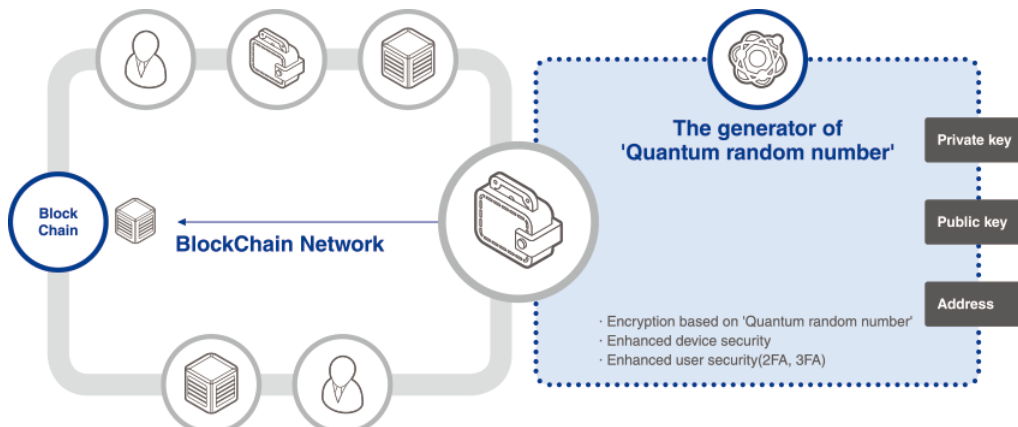 Block
Chain
BlockChain Network
The generator of
'Quantum random number'
Private key
Public key
Address
· Encryption based on 'Quantum random number'
· Enhanced device security
· Enhanced user security(2FA, 3FA)